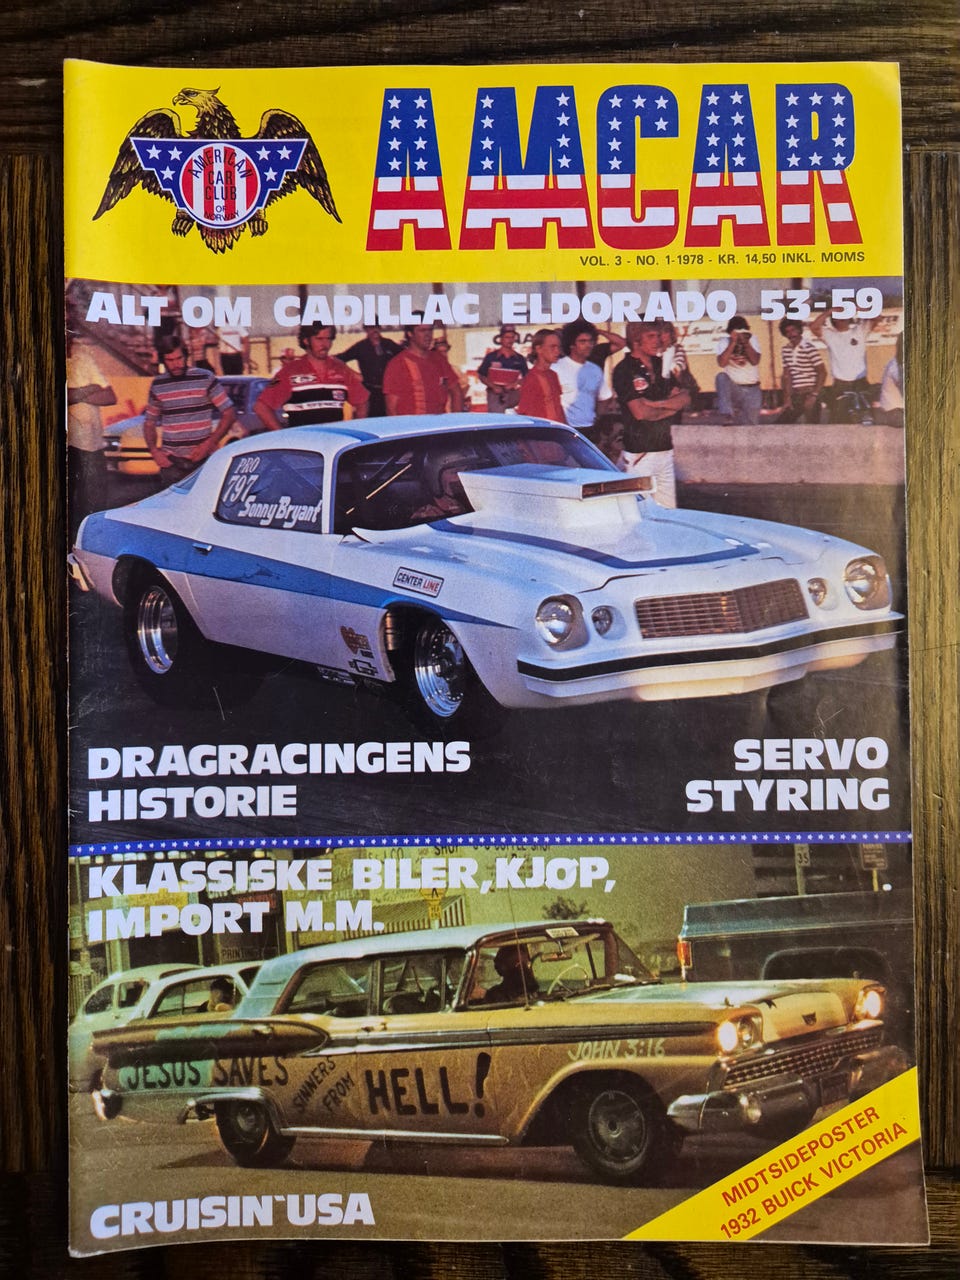 AMERICAN
CAR
CLUB
OF
NORWAY
AMCAR
VOL. 3 - NO. 1-1978 - KR. 14,50 INKL. MOMS
ALT OM CADILLAC ELDORADO 53-59
PRO
797
Sonny Bryant
CENTER LINE
DRAGRACINGENS
HISTORIE
SERVO
STYRING
KLASSISKE BILER, KJØP,
IMPORT M.M.
35
JOHN 3:16
JESUS SAVES
SINNERS
FROM
HELL!
MIDTSIDEPOSTER
1932 BUICK VICTORIA
CRUISIN`USA